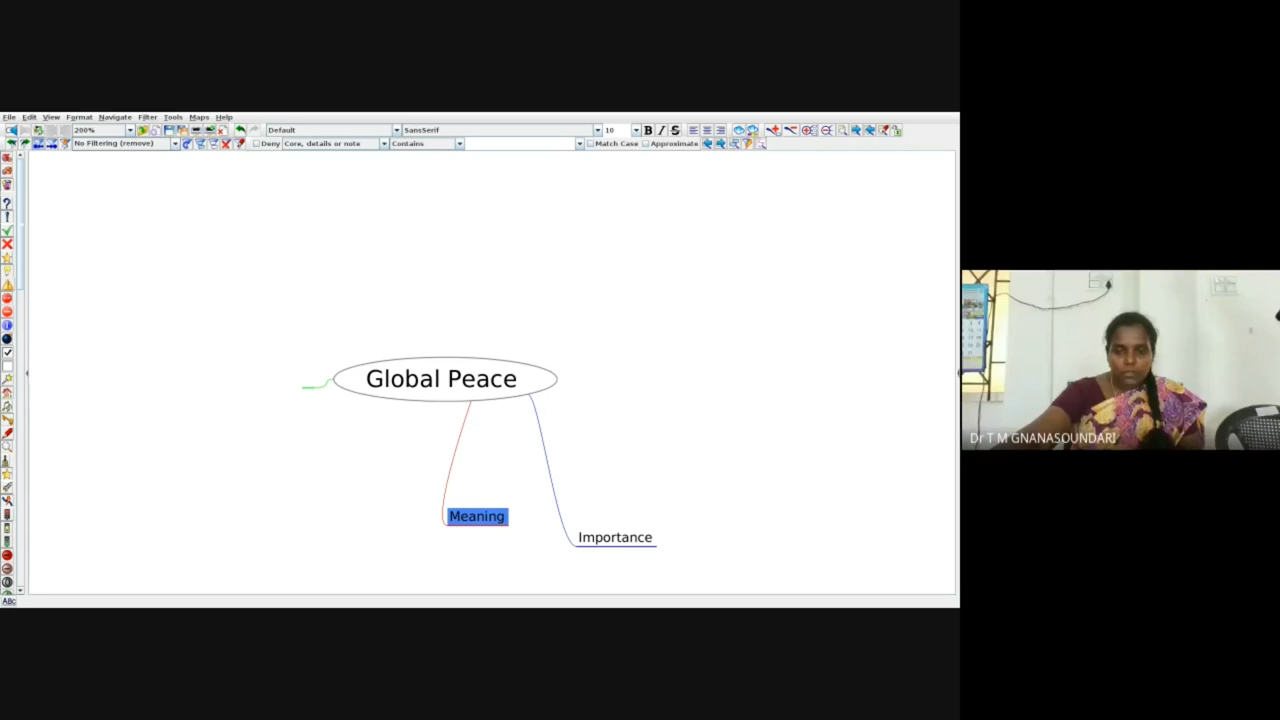 File Edit View Format Navigate Filter Tools Maps Help
200% Default SansSerif 10 B I S
No Filtering (remove) Deny Core, details or note Contains Match Case Approximate
Global Peace
Meaning
Importance
Dr T M GNANASOUNDARI
ABC